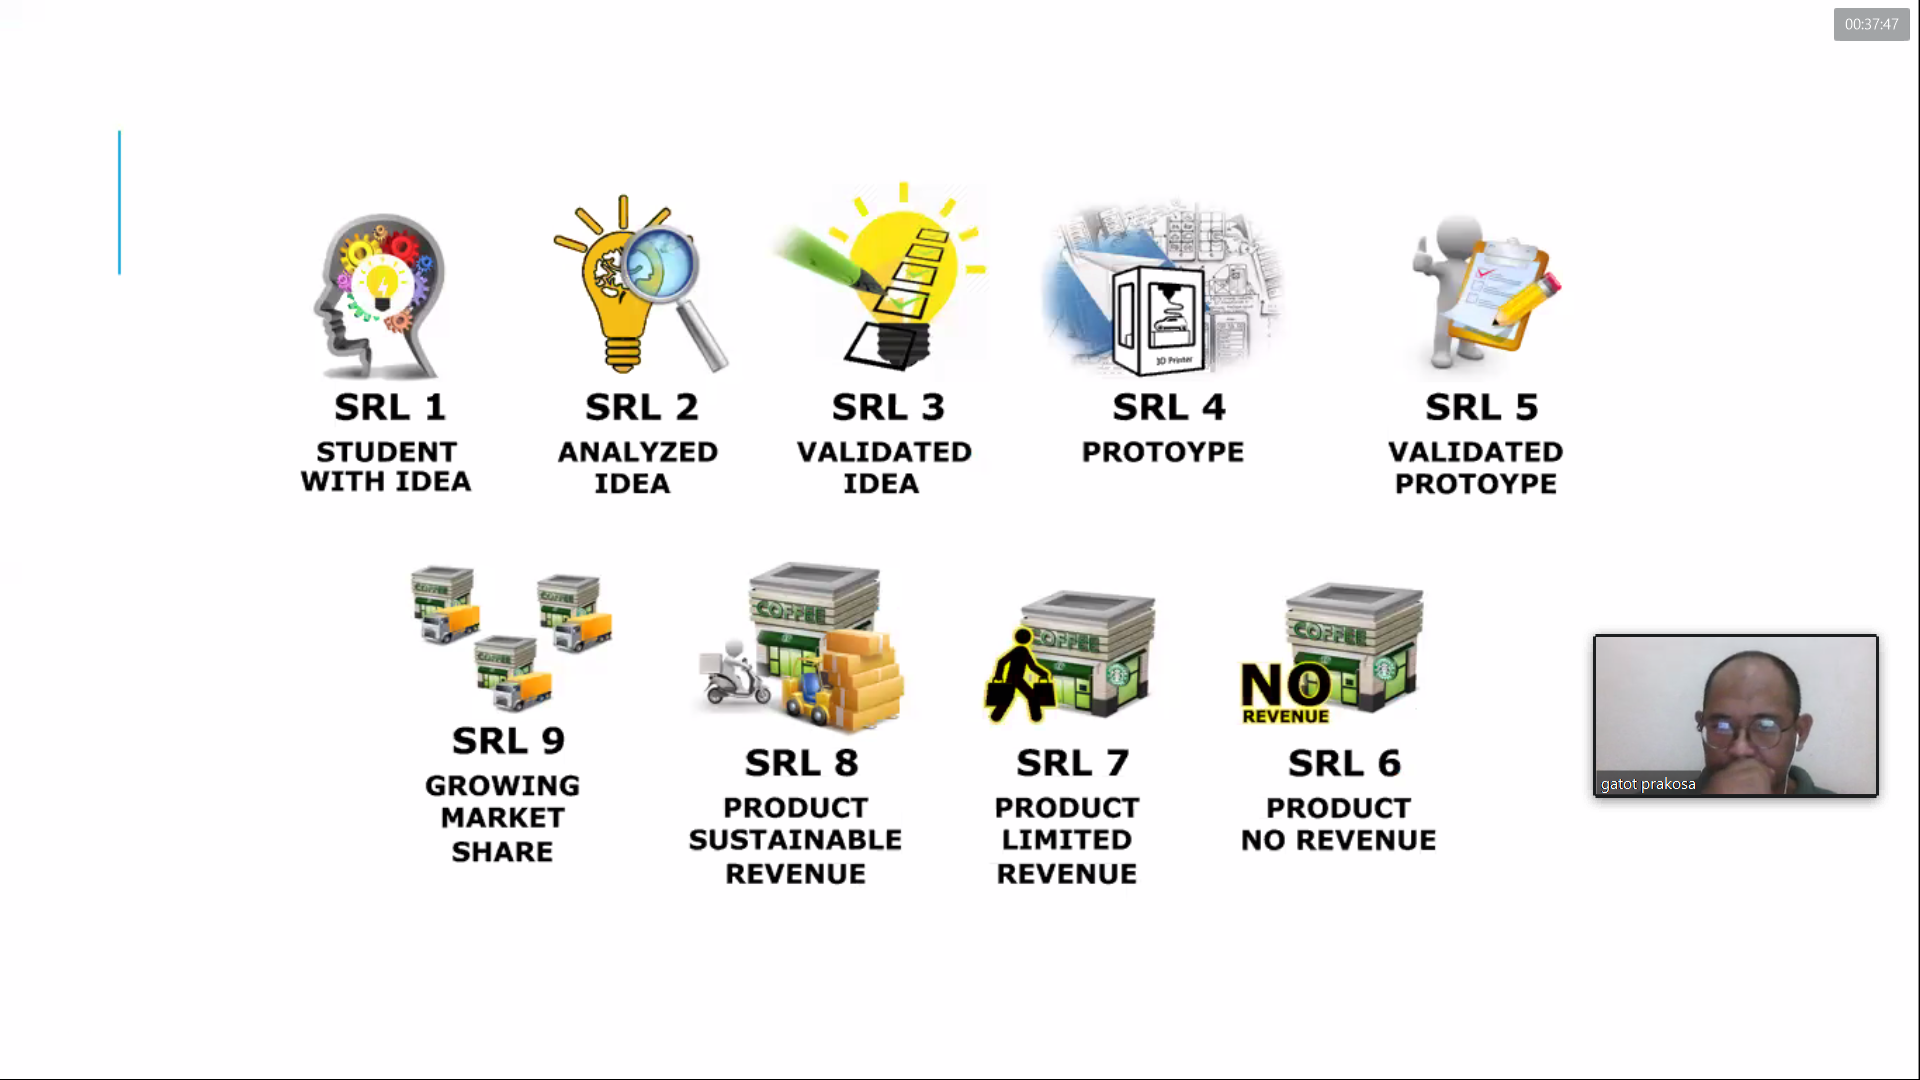 00:37:47
3D Printer
SRL 1
STUDENT
WITH IDEA
SRL 2
ANALYZED
IDEA
SRL 3
VALIDATED
IDEA
SRL 4
PROTOYPE
SRL 5
VALIDATED
PROTOYPE
COFFEE
COFFEE
COFFEE
SRL 9
GROWING
MARKET
SHARE
COFFEE
SRL 8
PRODUCT
SUSTAINABLE
REVENUE
COFFEE
SRL 7
PRODUCT
LIMITED
REVENUE
COFFEE
NO
REVENUE
SRL 6
PRODUCT
NO REVENUE
gatot prakosa